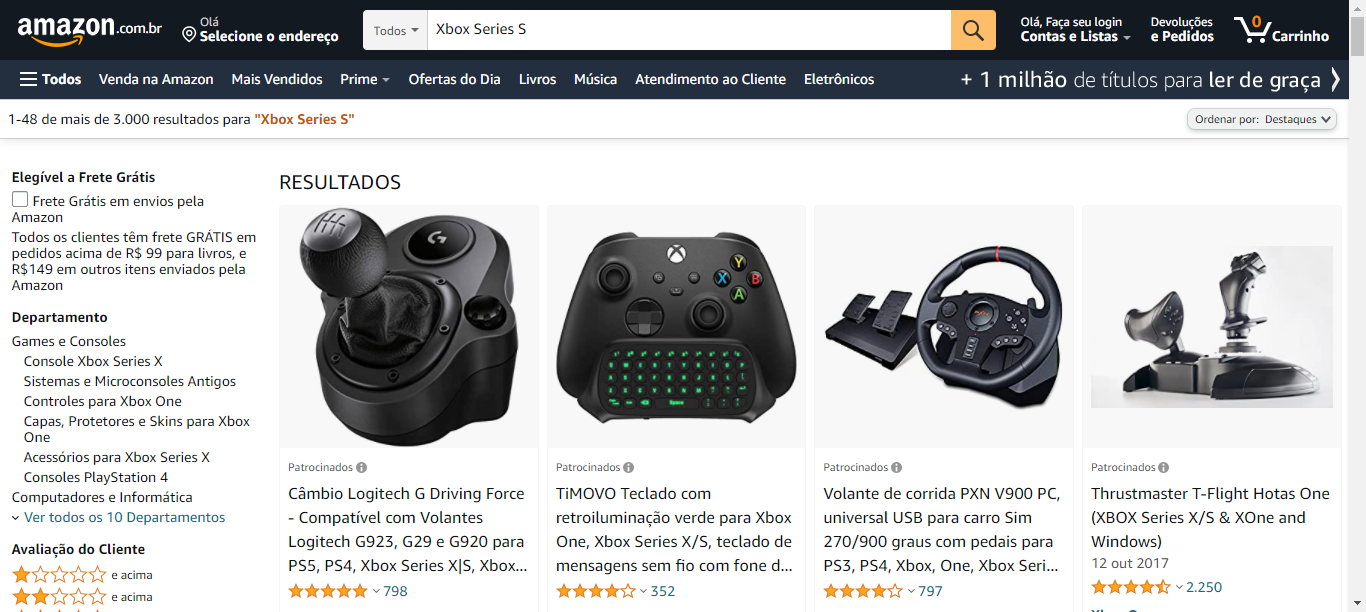 amazon.com.br
Olá
Selecione o endereço
Todos
Xbox Series S
Olá, Faça seu login
Contas e Listas
Devoluções
e Pedidos
0
Carrinho
Todos
Venda na Amazon
Mais Vendidos
Prime
Ofertas do Dia
Livros
Música
Atendimento ao Cliente
Eletrônicos
+ 1 milhão de títulos para ler de graça
1-48 de mais de 3.000 resultados para "Xbox Series S"
Ordenar por: Destaques
Elegível a Frete Grátis
Frete Grátis em envios pela
Amazon
Todos os clientes têm frete GRÁTIS em
pedidos acima de R$ 99 para livros, e
R$149 em outros itens enviados pela
Amazon
Departamento
Games e Consoles
Console Xbox Series X
Sistemas e Microconsoles Antigos
Controles para Xbox One
Capas, Protetores e Skins para Xbox
One
Acessórios para Xbox Series X
Consoles PlayStation 4
Computadores e Informática
Ver todos os 10 Departamentos
Avaliação do Cliente
e acima
e acima
RESULTADOS
Patrocinados
Câmbio Logitech G Driving Force
- Compatível com Volantes
Logitech G923, G29 e G920 para
PS5, PS4, Xbox Series X|S, Xbox...
798
Y
X
B
A
Space
Patrocinados
TiMOVO Teclado com
retroiluminação verde para Xbox
One, Xbox Series X/S, teclado de
mensagens sem fio com fone d...
352
Patrocinados
Volante de corrida PXN V900 PC,
universal USB para carro Sim
270/900 graus com pedais para
PS3, PS4, Xbox, One, Xbox Seri...
797
Patrocinados
Thrustmaster T-Flight Hotas One
(XBOX Series X/S & XOne and
Windows)
12 out 2017
2.250